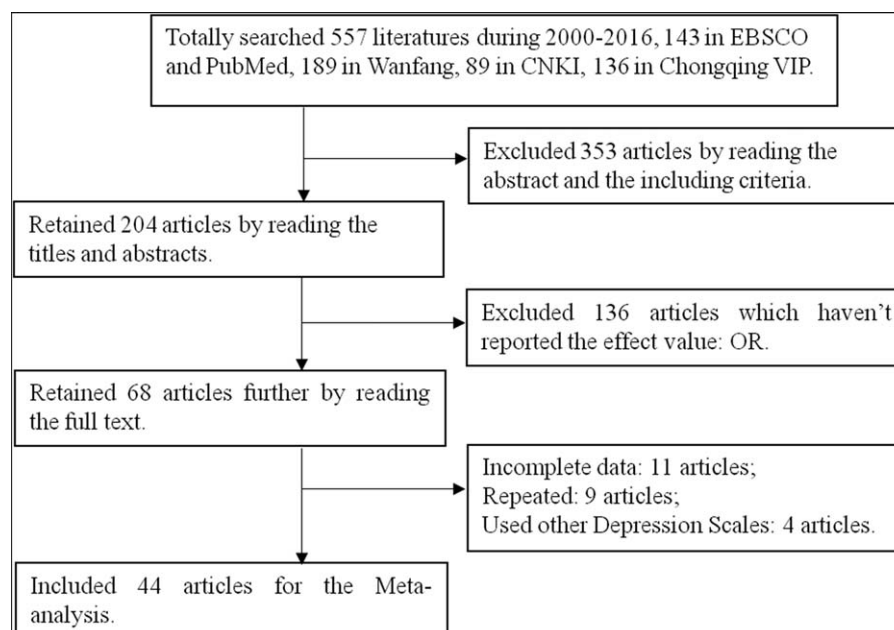 Totally searched 557 literatures during 2000-2016, 143 in EBSCO
and PubMed, 189 in Wanfang, 89 in CNKI, 136 in Chongqing VIP.
Excluded 353 articles by reading the
abstract and the including criteria.
Retained 204 articles by reading the
titles and abstracts.
Excluded 136 articles which haven't
reported the effect value: OR.
Retained 68 articles further by reading
the full text.
Incomplete data: 11 articles;
Repeated: 9 articles;
Used other Depression Scales: 4 articles.
Included 44 articles for the Meta-
analysis.